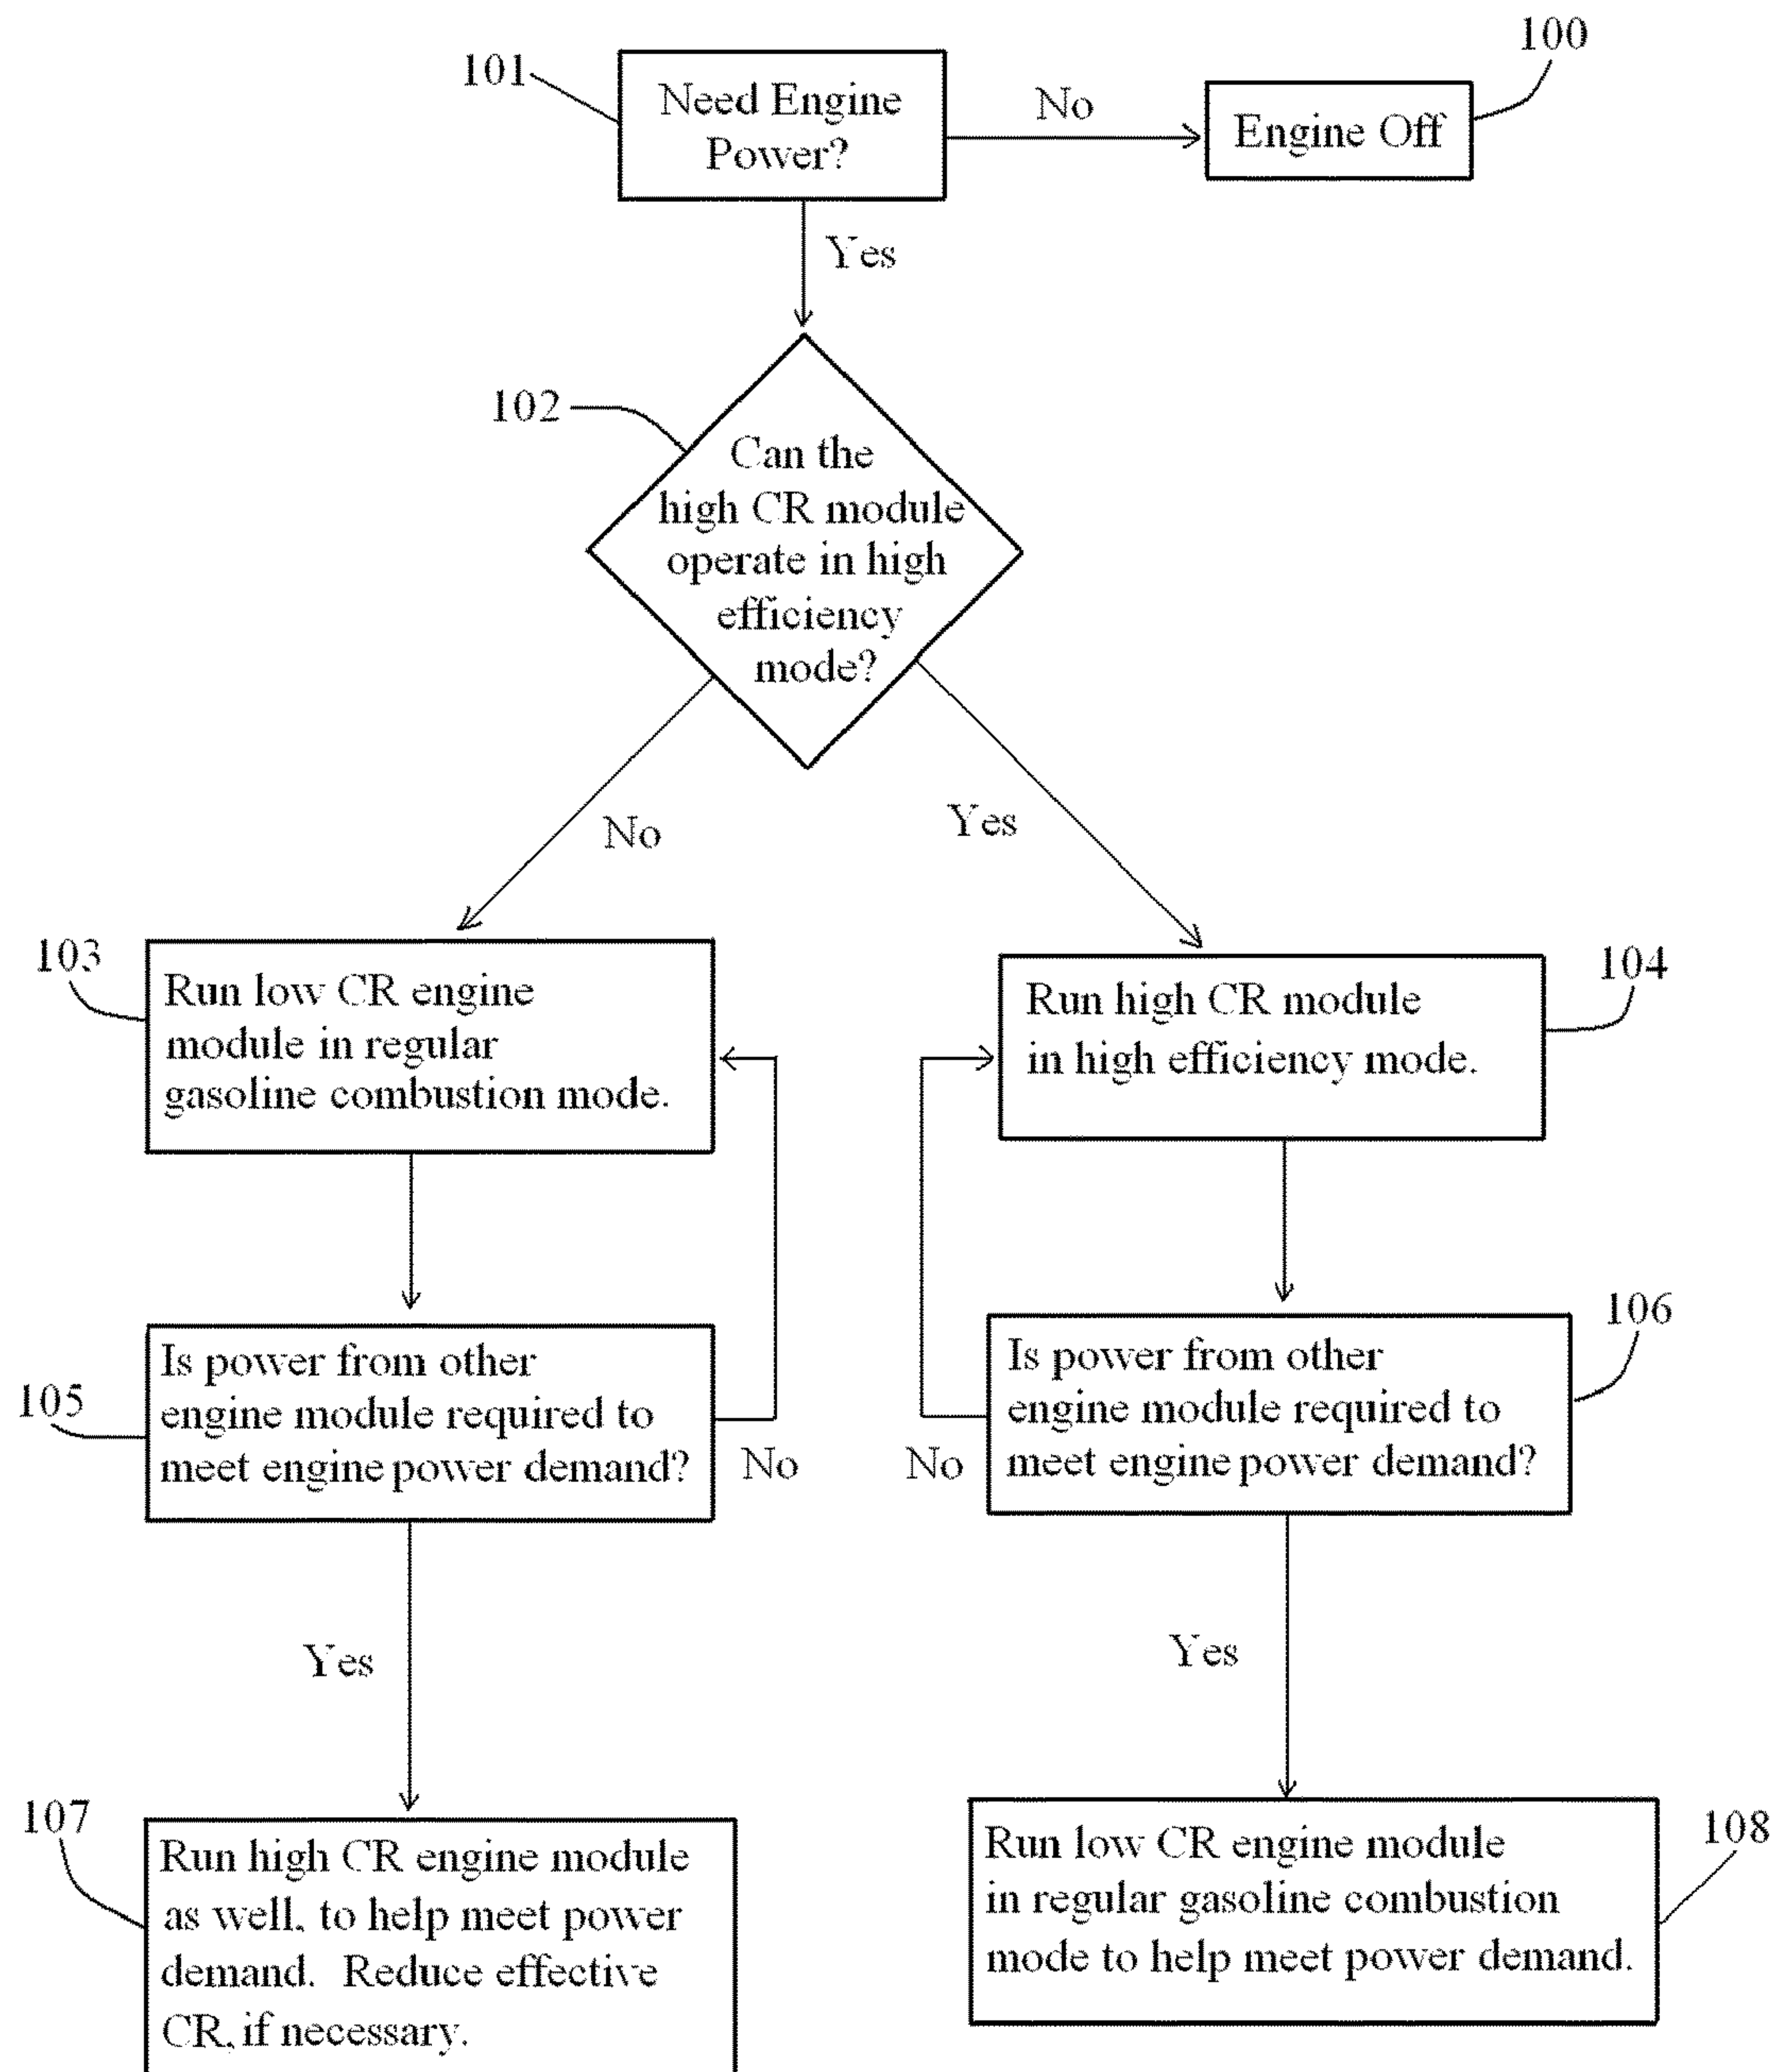 100
101
Need Engine
Power?
No
Engine Off
Yes
102
Can the
high CR module
operate in high
efficiency
mode?
No
Yes
103
Run low CR engine
module in regular
gasoline combustion mode.
104
Run high CR module
in high efficiency mode.
105
Is power from other
engine module required to
meet engine power demand?
No
106
Is power from other
engine module required to
meet engine power demand?
No
Yes
Yes
107
Run high CR engine module
as well, to help meet power
demand. Reduce effective
CR, if necessary.
108
Run low CR engine module
in regular gasoline combustion
mode to help meet power demand.